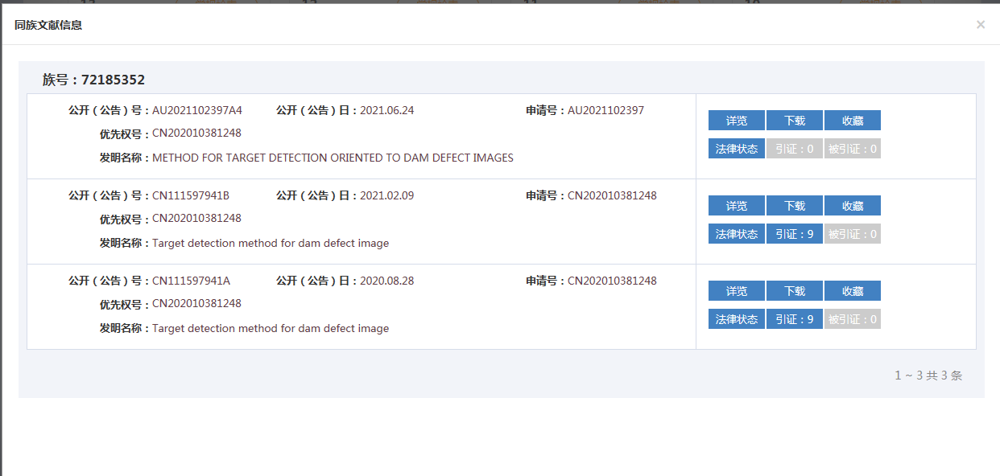 同族文献信息
×
族号：72185352
公开（公告）号：AU2021102397A4 公开（公告）日：2021.06.24 申请号：AU2021102397
优先权号：CN202010381248
发明名称：METHOD FOR TARGET DETECTION ORIENTED TO DAM DEFECT IMAGES
详览 下载 收藏
法律状态 引证：0 被引证：0
公开（公告）号：CN111597941B 公开（公告）日：2021.02.09 申请号：CN202010381248
优先权号：CN202010381248
发明名称：Target detection method for dam defect image
详览 下载 收藏
法律状态 引证：9 被引证：0
公开（公告）号：CN111597941A 公开（公告）日：2020.08.28 申请号：CN202010381248
优先权号：CN202010381248
发明名称：Target detection method for dam defect image
详览 下载 收藏
法律状态 引证：9 被引证：0
1 ~ 3 共 3 条